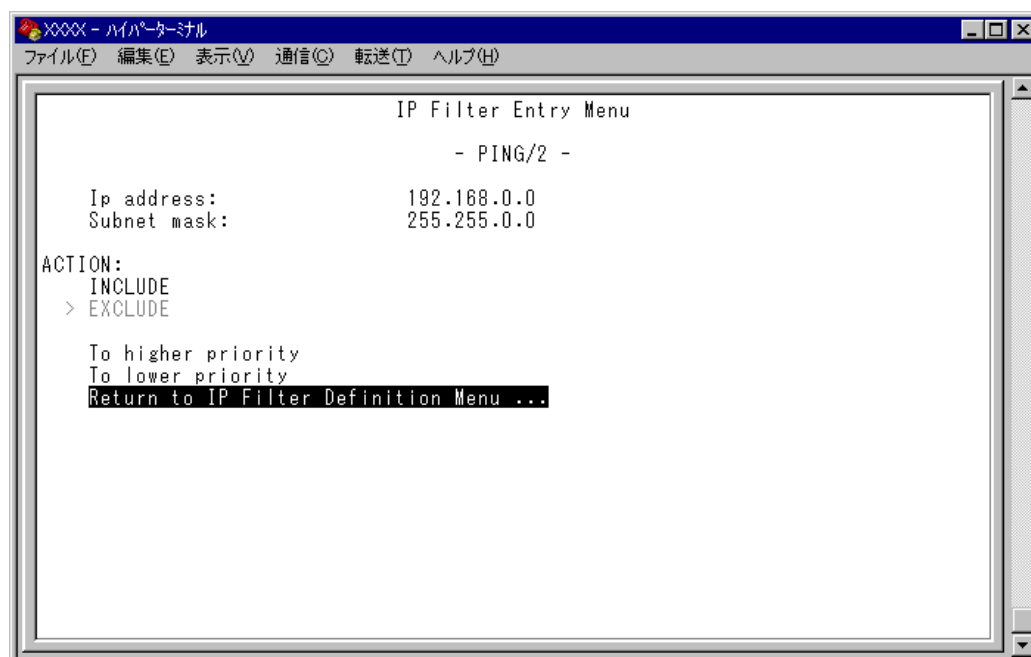 XXXX - ハイパーターミナル
ファイル(F) 編集(E) 表示(V) 通信(C) 転送(T) ヘルプ(H)
IP Filter Entry Menu
- PING/2 -
Ip address: 192.168.0.0
Subnet mask: 255.255.0.0
ACTION:
INCLUDE
> EXCLUDE
To higher priority
To lower priority
Return to IP Filter Definition Menu ...